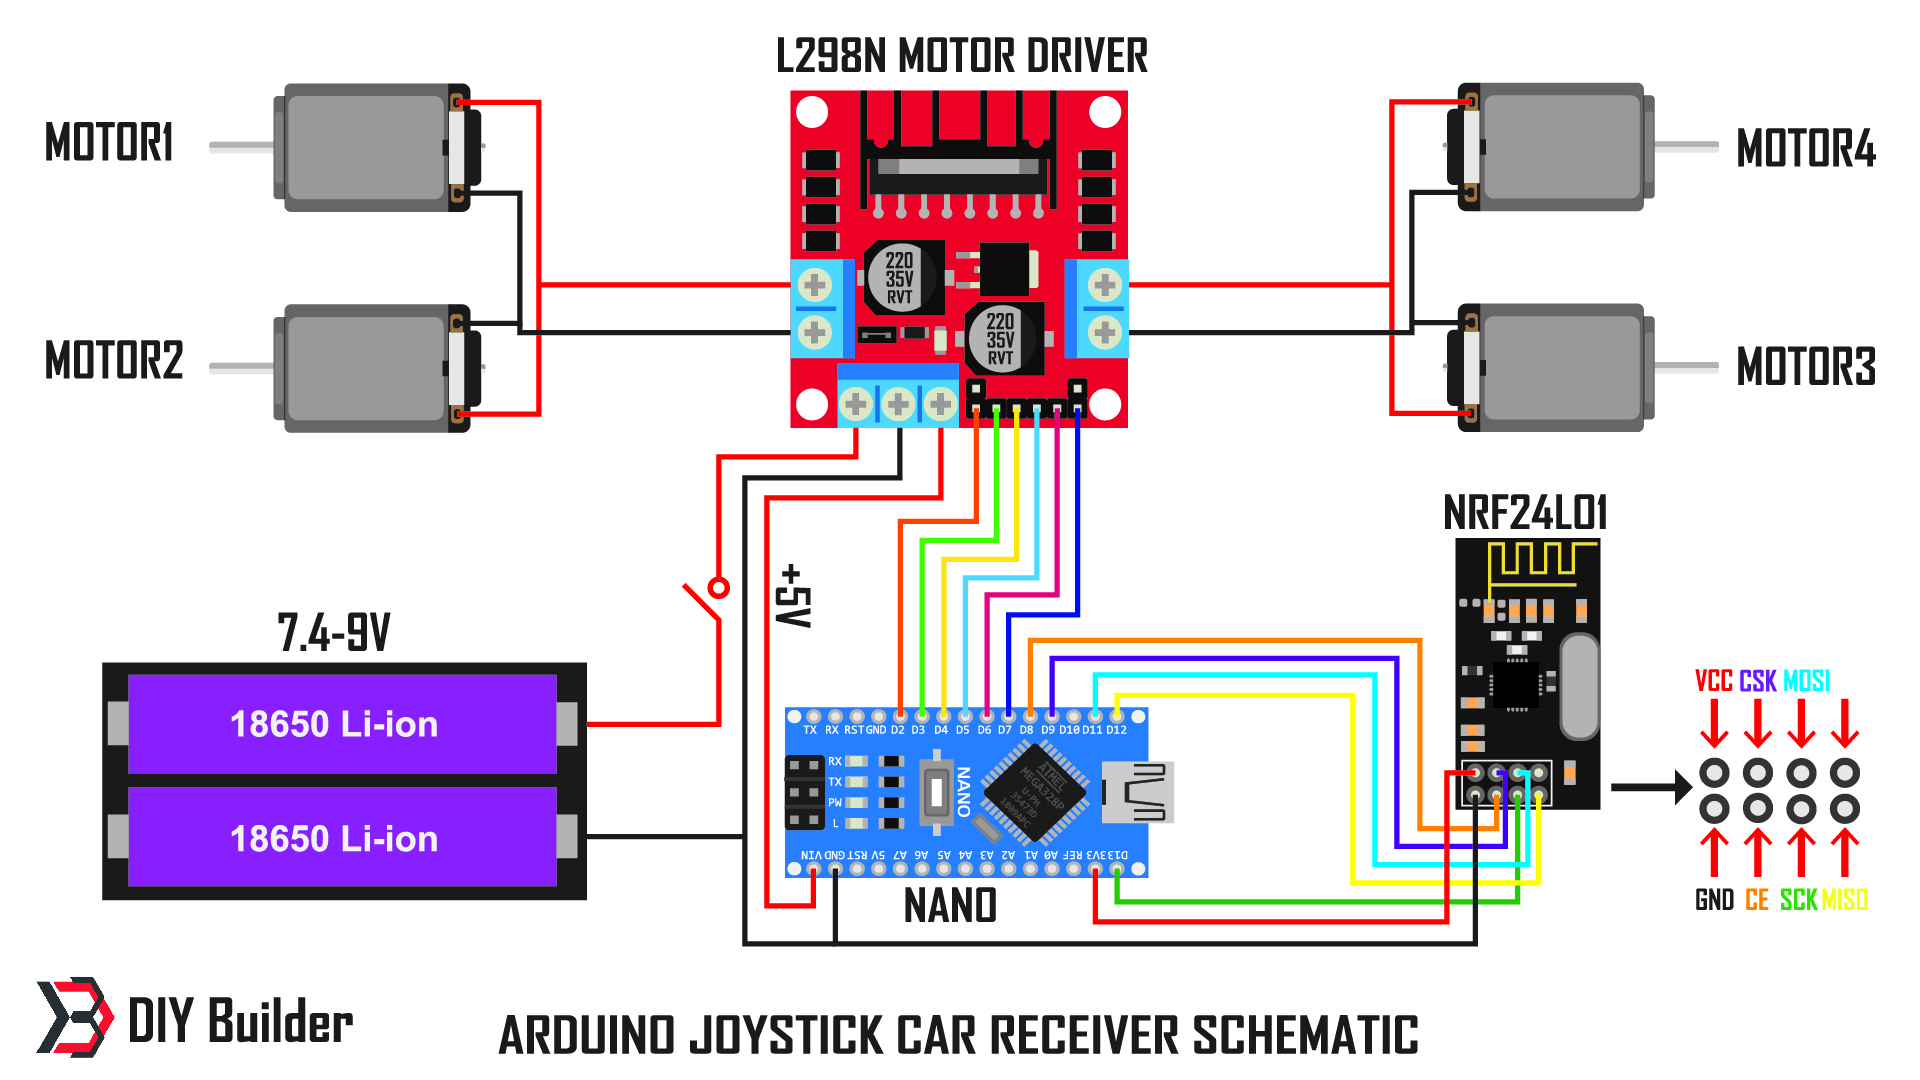 L298N MOTOR DRIVER
MOTOR1
MOTOR4
220
35V
RVT
220
35V
RVT
MOTOR2
MOTOR3
NRF24L01
+5V
7.4-9V
18650 Li-ion
18650 Li-ion
TX RX RST GND D2 D3 D4 D5 D6 D7 D8 D9 D10 D11 D12
RX
TX
PW
L
NANO
ATMEL
MEGA328P
U-PH
35473D
1809APC
VIN GND RST 5V A7 A6 A5 A4 A3 A2 A1 A0 REF 3V3 D13
NANO
VCC CSK MOSI
GND CE SCK MISO
DIY Builder
ARDUINO JOYSTICK CAR RECEIVER SCHEMATIC